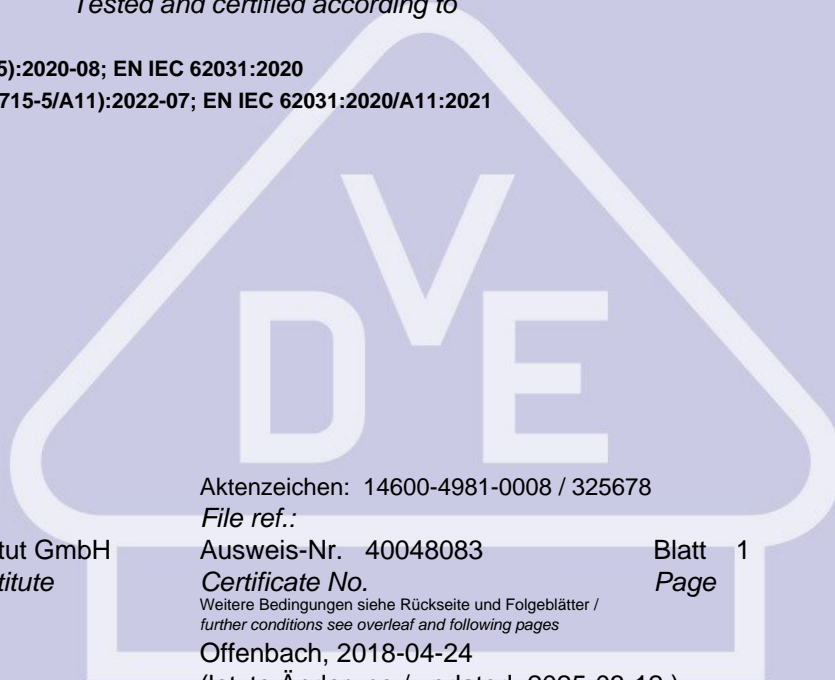 Tested and certified according to
5):2020-08; EN IEC 62031:2020
715-5/A11):2022-07; EN IEC 62031:2020/A11:2021
VDE
Aktenzeichen: 14600-4981-0008 / 325678
File ref.:
tut GmbH Ausweis-Nr. 40048083 Blatt 1
titute Certificate No. Page
Weitere Bedingungen siehe Rückseite und Folgeblätter /
further conditions see overleaf and following pages
Offenbach, 2018-04-24